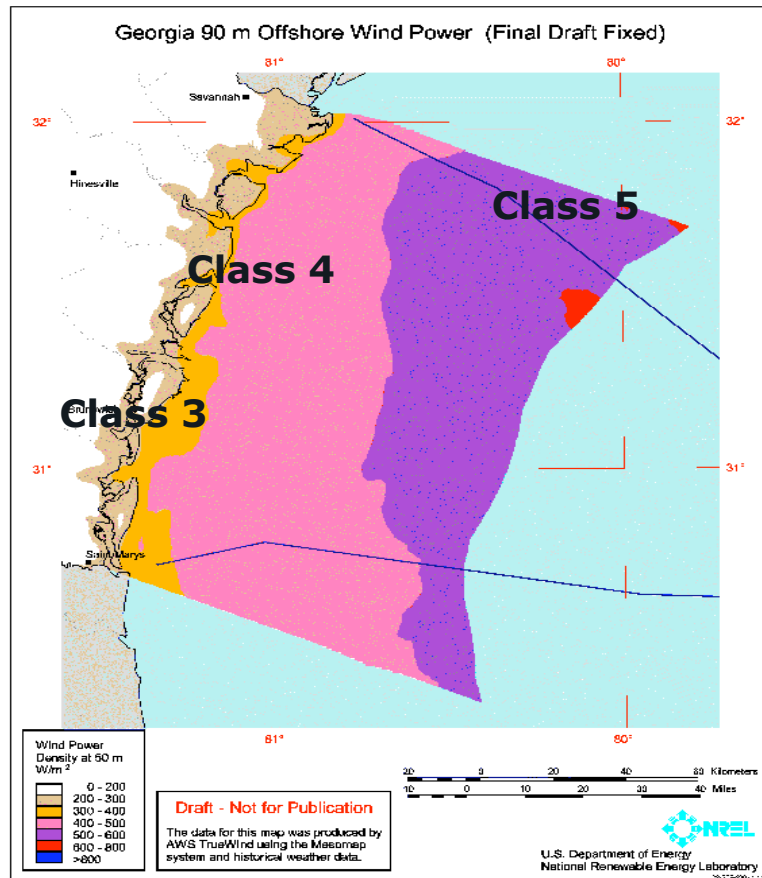 Georgia 90 m Offshore Wind Power (Final Draft Fixed)
81°
80°
Savannah
32°
32°
Hinesville
Class 5
Class 4
Class 3
31°
31°
Saint Marys
81°
80°
Wind Power
Density at 50 m
W/m²
0 - 200
200 - 300
300 - 400
400 - 500
500 - 600
600 - 800
>800
Draft - Not for Publication
The data for this map was produced by
AWS TrueWind using the Mesomap
system and historical weather data.
20 0 20 40 60 Kilometers
10 0 10 20 30 40 Miles
NREL
U.S. Department of Energy
National Renewable Energy Laboratory